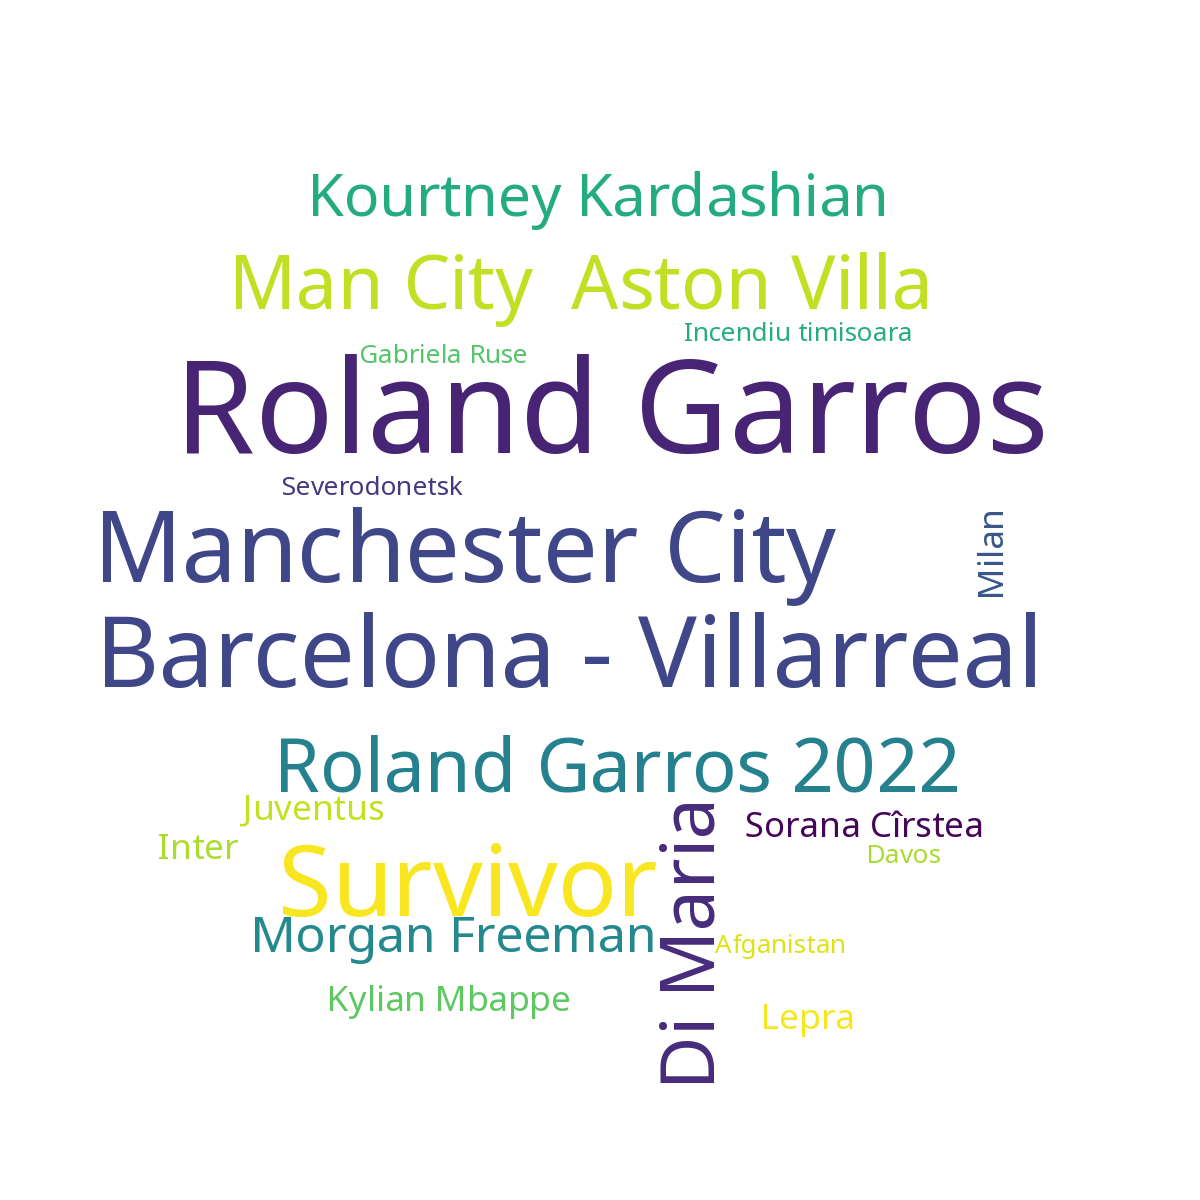 Kourtney Kardashian
Man City Aston Villa
Incendiu timisoara
Gabriela Ruse
Roland Garros
Severodonetsk
Manchester City
Milan
Barcelona - Villarreal
Roland Garros 2022
Juventus
Di Maria
Sorana Cîrstea
Inter
Davos
Survivor
Morgan Freeman
Afganistan
Kylian Mbappe
Lepra